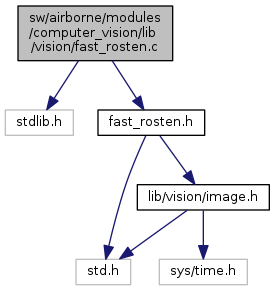 sw/airborne/modules
/computer_vision/lib
/vision/fast_rosten.c
stdlib.h
fast_rosten.h
lib/vision/image.h
std.h
sys/time.h